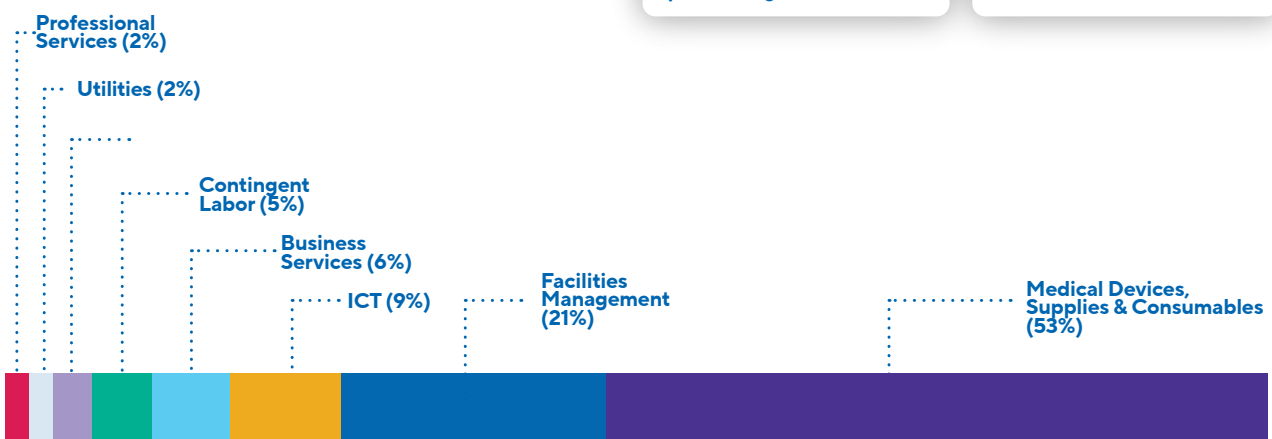 Professional
Services (2%)
Utilities (2%)
Contingent
Labor (5%)
Business
Services (6%)
ICT (9%)
Facilities
Management
(21%)
Medical Devices,
Supplies & Consumables
(53%)